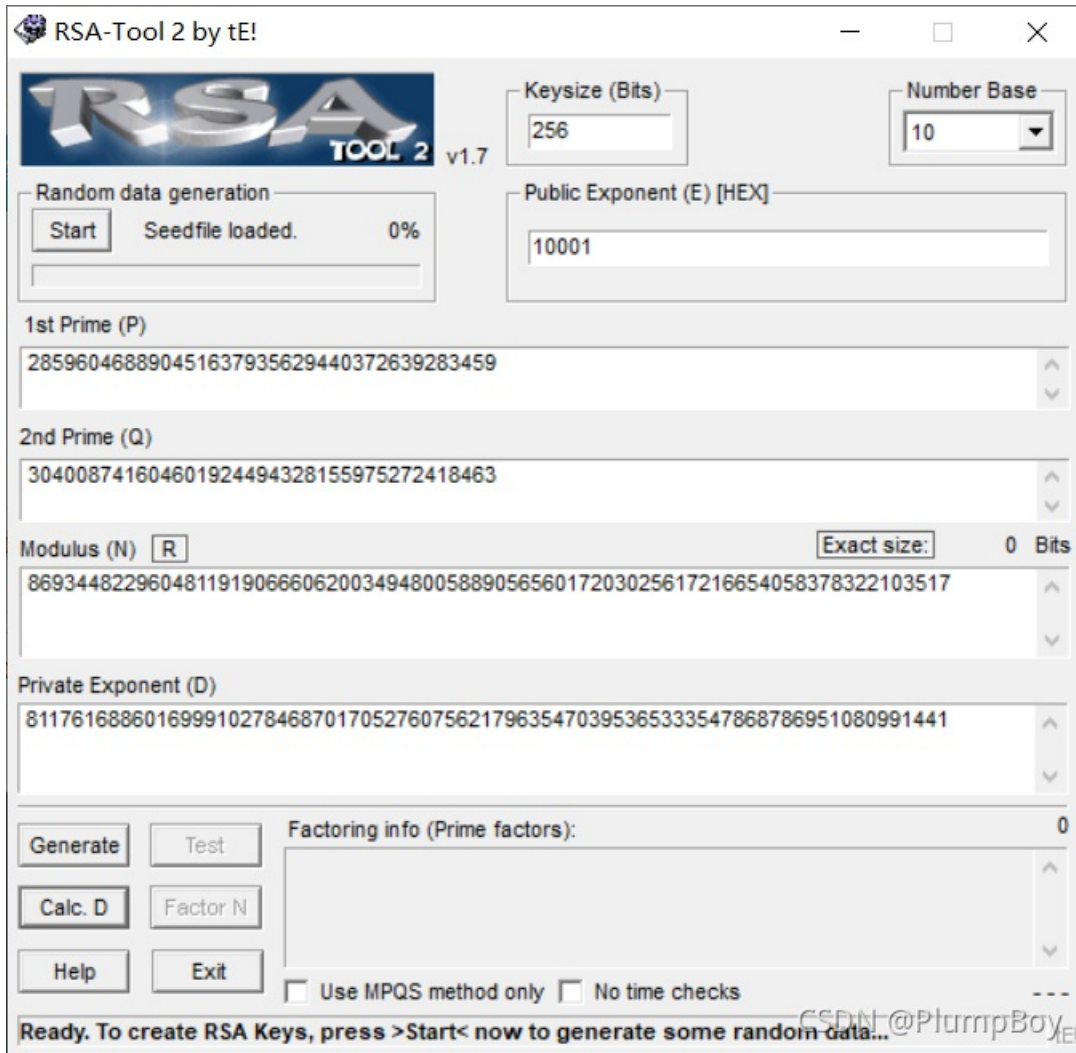 RSA-Tool 2 by tE!
RSA
TOOL 2
v1.7
Keysize (Bits)
256
Number Base
10
Random data generation
Start
Seedfile loaded.
0%
Public Exponent (E) [HEX]
10001
1st Prime (P)
285960468890451637935629440372639283459
2nd Prime (Q)
304008741604601924494328155975272418463
Modulus (N)
R
Exact size:
0 Bits
86934482296048119190666062003494800588905656017203025617216654058378322103517
Private Exponent (D)
81176168860169991027846870170527607562179635470395365333547868786951080991441
Generate
Test
Factoring info (Prime factors):
0
Calc. D
Factor N
Help
Exit
Use MPQS method only
No time checks
---
Ready. To create RSA Keys, press >Start< now to generate some random data...
CSDN @PlumpBoy